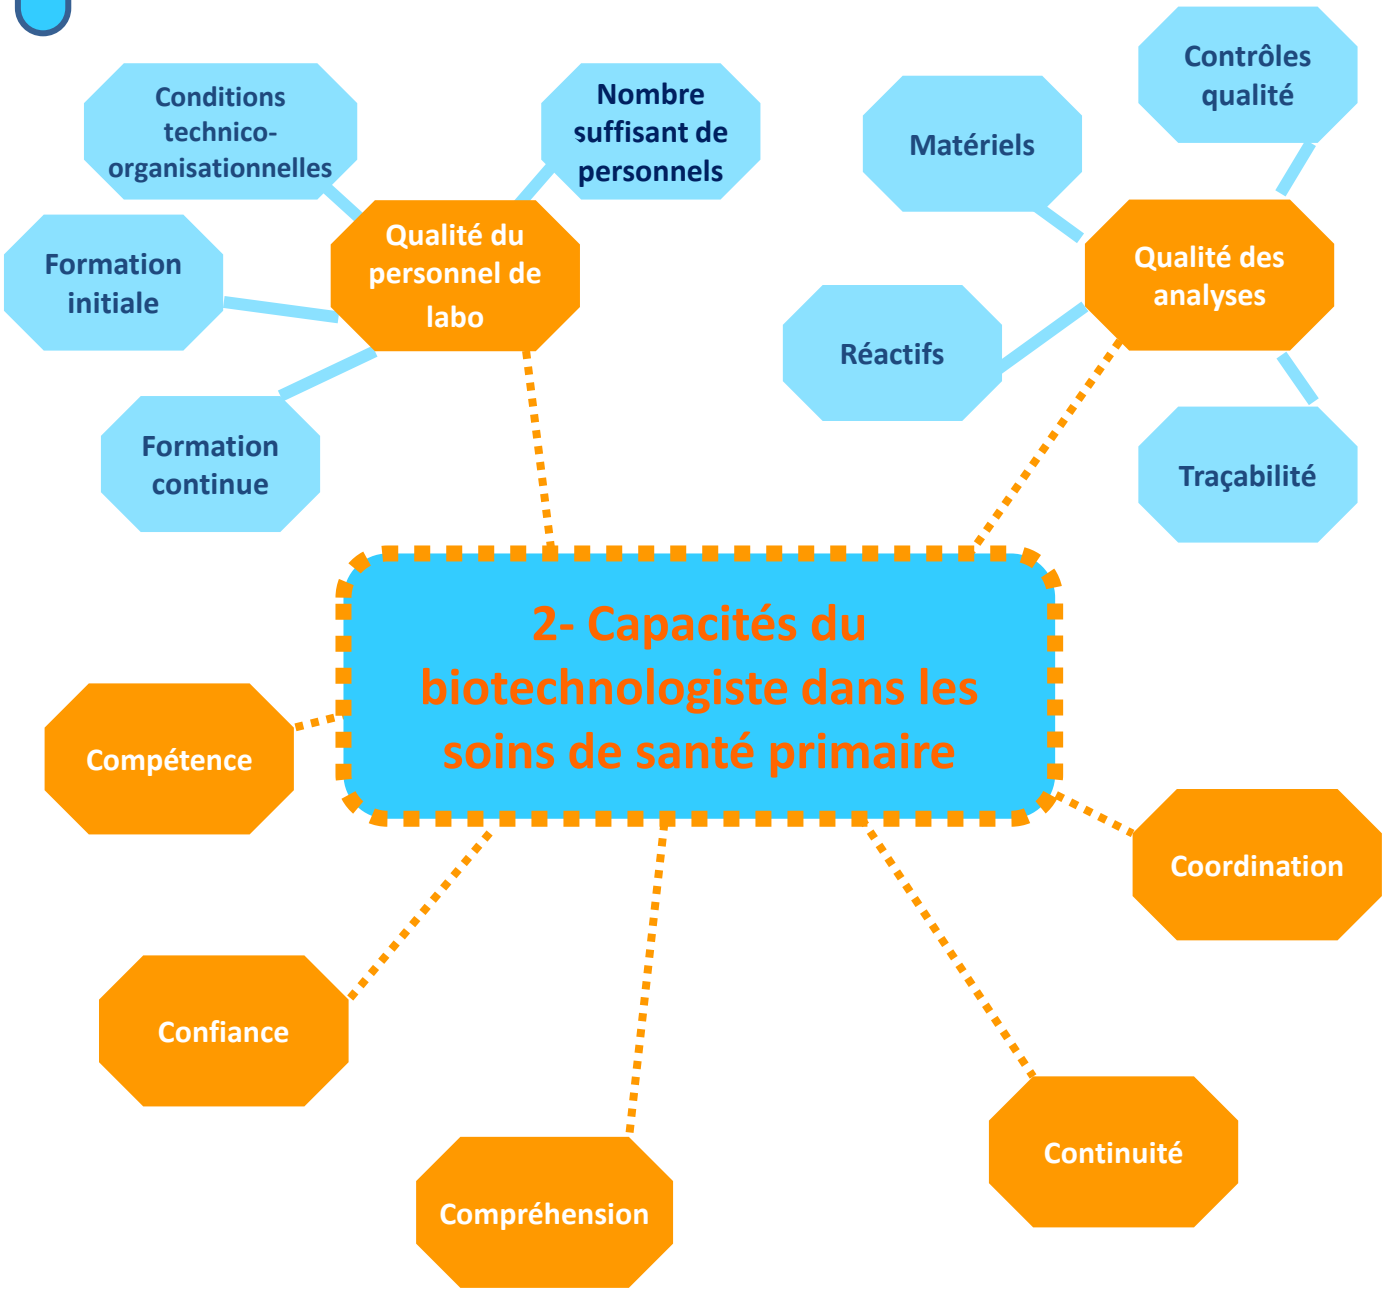 Contrôles
qualité
Conditions
technico-
organisationnelles
Nombre
suffisant de
personnels
Matériels
Formation
initiale
Qualité du
personnel de
labo
Qualité des
analyses
Réactifs
Formation
continue
Traçabilité
2- Capacités du
biotechnologiste dans les
soins de santé primaire
Compétence
Coordination
Confiance
Continuité
Compréhension